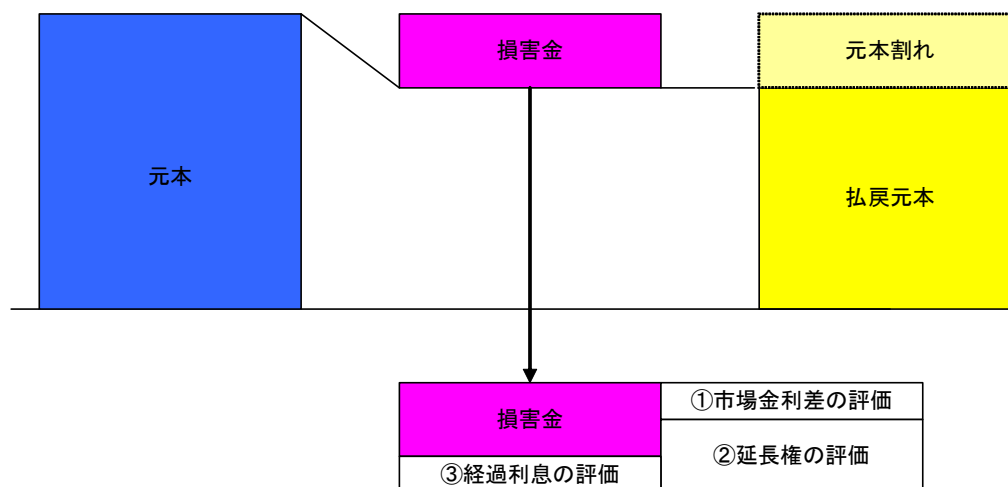 損害金
元本割れ
元本
払戻元本
損害金
①市場金利差の評価
②延長権の評価
③経過利息の評価